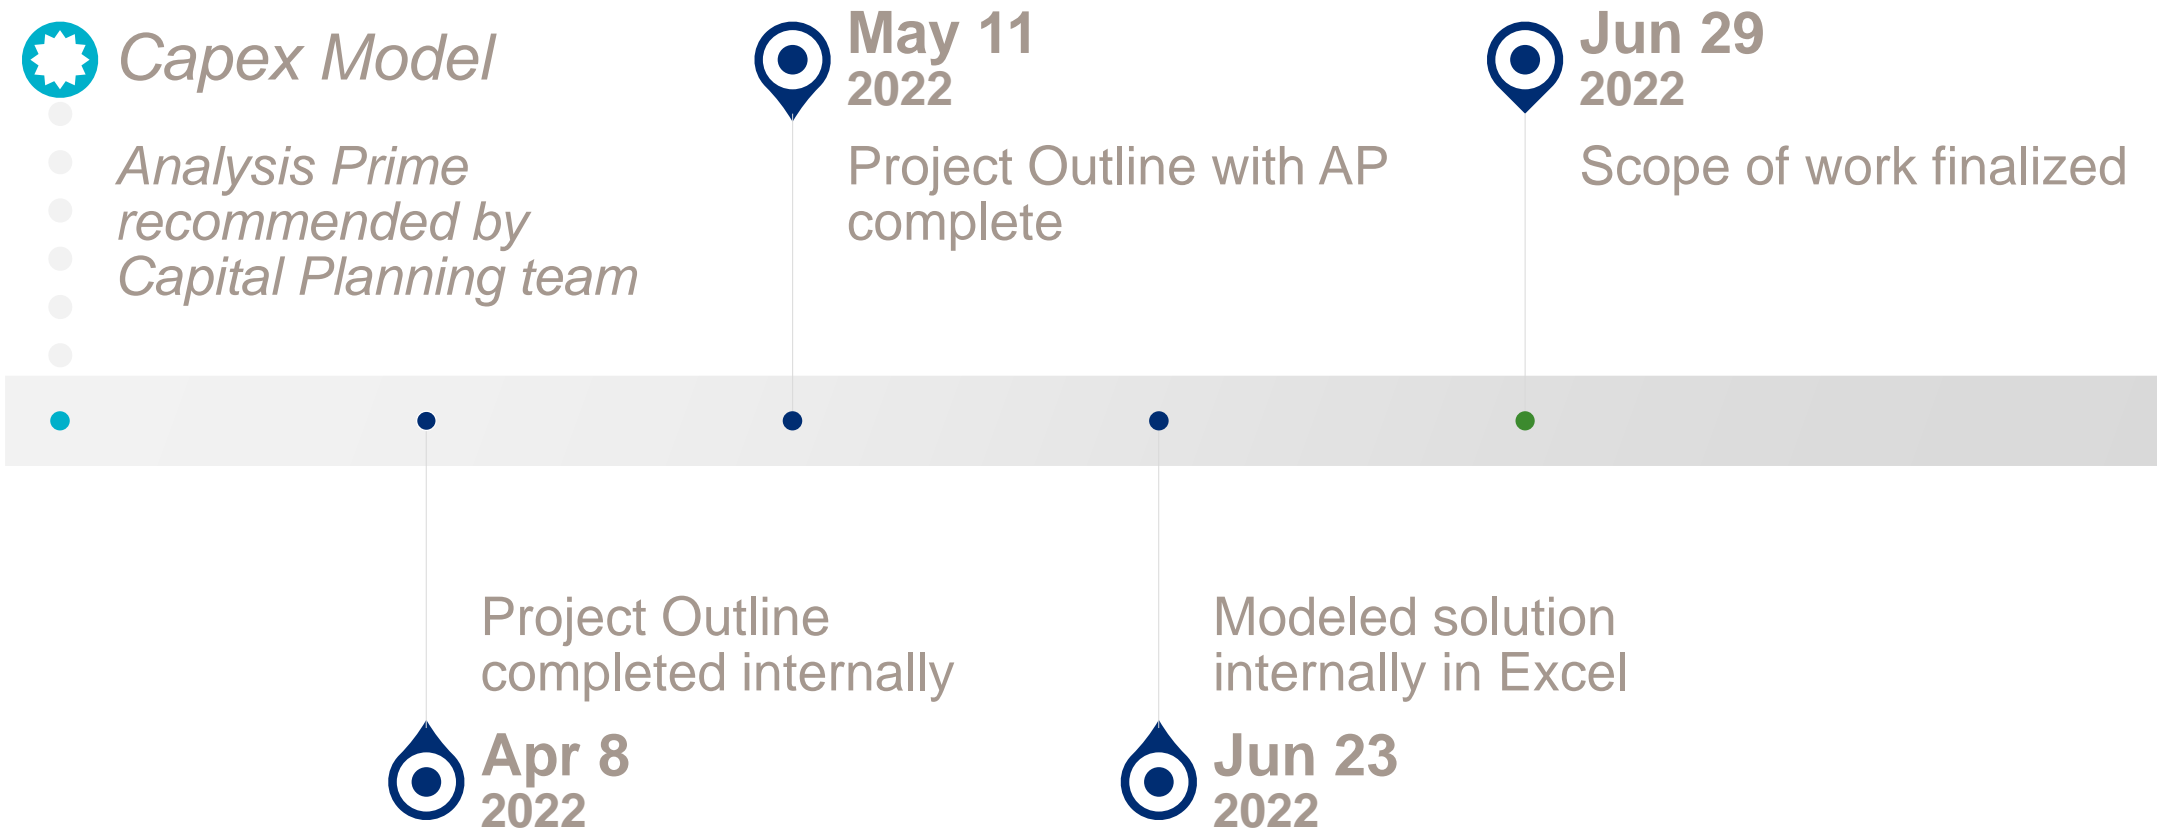 Capex Model
Analysis Prime
recommended by
Capital Planning team
May 11
2022
Project Outline with AP
complete
Jun 29
2022
Scope of work finalized
Project Outline
completed internally
Apr 8
2022
Modeled solution
internally in Excel
Jun 23
2022